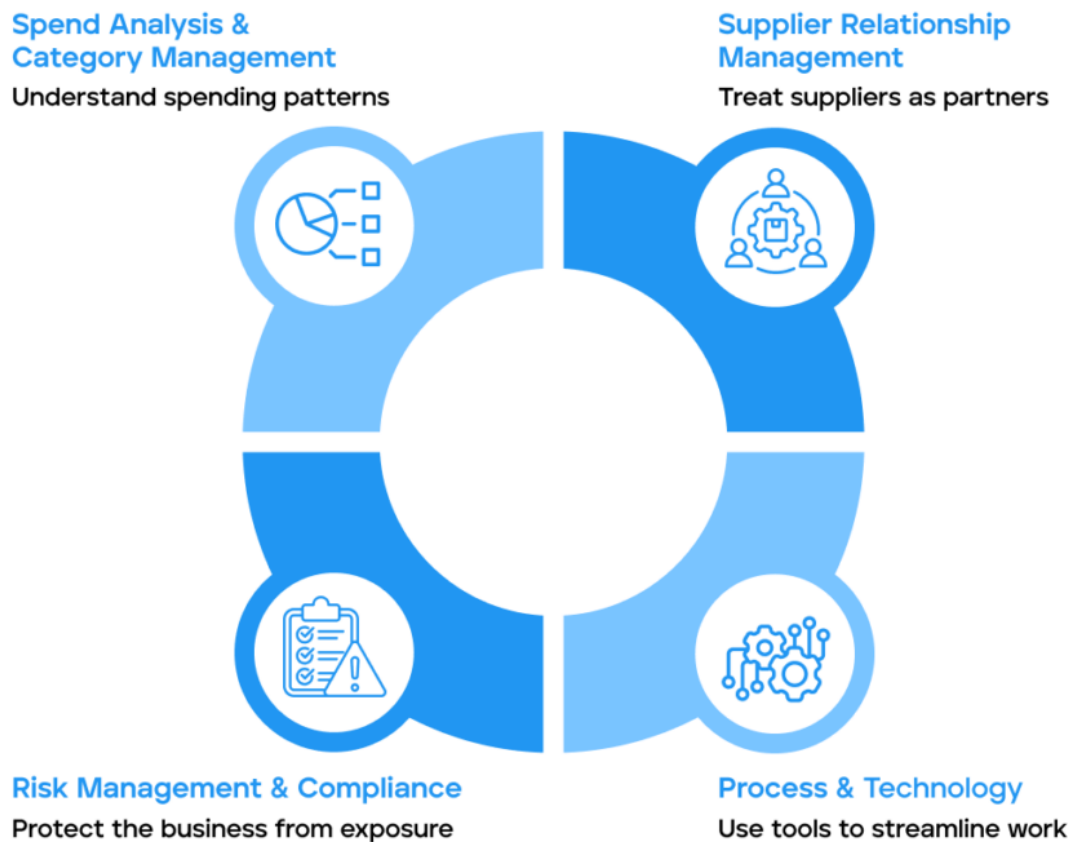 Spend Analysis &
Category Management
Understand spending patterns
Supplier Relationship
Management
Treat suppliers as partners
Risk Management & Compliance
Protect the business from exposure
Process & Technology
Use tools to streamline work